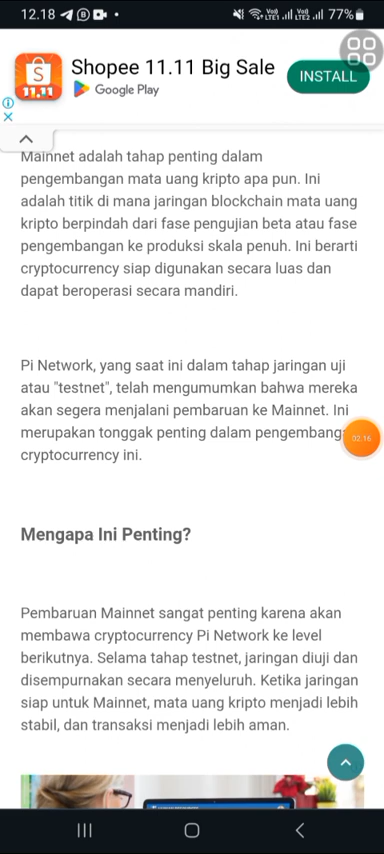 12.18
77%
Shopee 11.11 Big Sale
Google Play
INSTALL
11.11
Mainnet adalah tahap penting dalam
pengembangan mata uang kripto apa pun. Ini
adalah titik di mana jaringan blockchain mata uang
kripto berpindah dari fase pengujian beta atau fase
pengembangan ke produksi skala penuh. Ini berarti
cryptocurrency siap digunakan secara luas dan
dapat beroperasi secara mandiri.
Pi Network, yang saat ini dalam tahap jaringan uji
atau "testnet", telah mengumumkan bahwa mereka
akan segera menjalani pembaruan ke Mainnet. Ini
merupakan tonggak penting dalam pengembang
02:16
cryptocurrency ini.
Mengapa Ini Penting?
Pembaruan Mainnet sangat penting karena akan
membawa cryptocurrency Pi Network ke level
berikutnya. Selama tahap testnet, jaringan diuji dan
disempurnakan secara menyeluruh. Ketika jaringan
siap untuk Mainnet, mata uang kripto menjadi lebih
stabil, dan transaksi menjadi lebih aman.